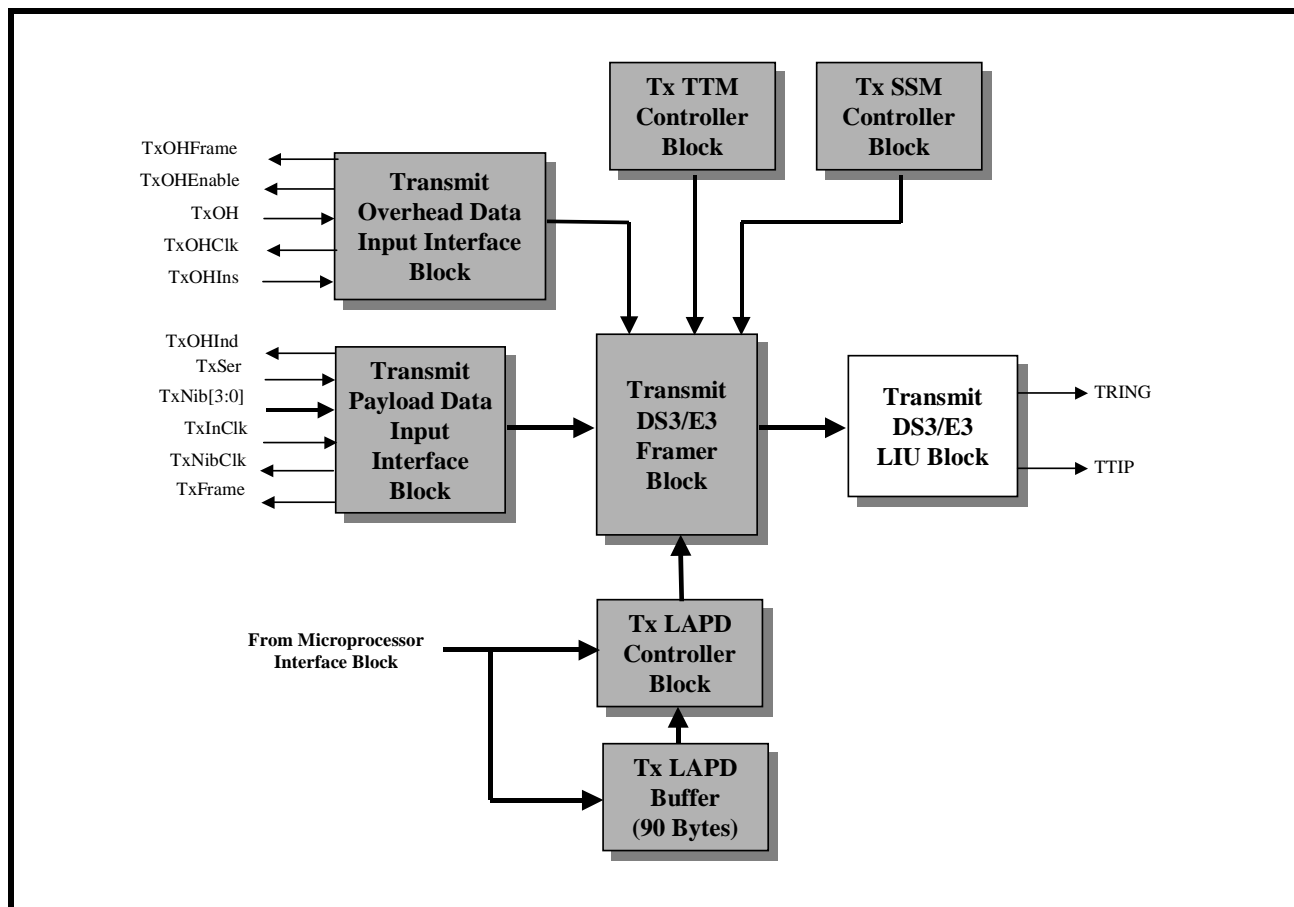 Tx TTM
Controller
Block
Tx SSM
Controller
Block
TxOHFrame
TxOHEnable
TxOH
TxOHClk
TxOHIns
Transmit
Overhead Data
Input Interface
Block
TxOHInd
TxSer
TxNib[3:0]
TxInClk
TxNibClk
TxFrame
Transmit
Payload Data
Input
Interface
Block
Transmit
DS3/E3
Framer
Block
Transmit
DS3/E3
LIU Block
TRING
TTIP
From Microprocessor
Interface Block
Tx LAPD
Controller
Block
Tx LAPD
Buffer
(90 Bytes)